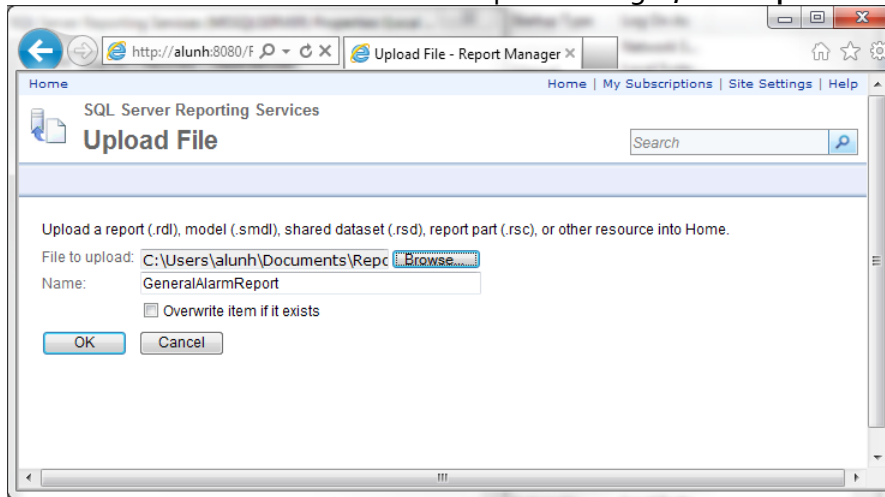 http://alunh:8080/F
Upload File - Report Manager
Home
Home | My Subscriptions | Site Settings | Help
SQL Server Reporting Services
Upload File
Search
Upload a report (.rdl), model (.smdl), shared dataset (.rsd), report part (.rsc), or other resource into Home.
File to upload: C:\Users\alunh\Documents\Repc Browse...
Name: GeneralAlarmReport
Overwrite item if it exists
OK Cancel